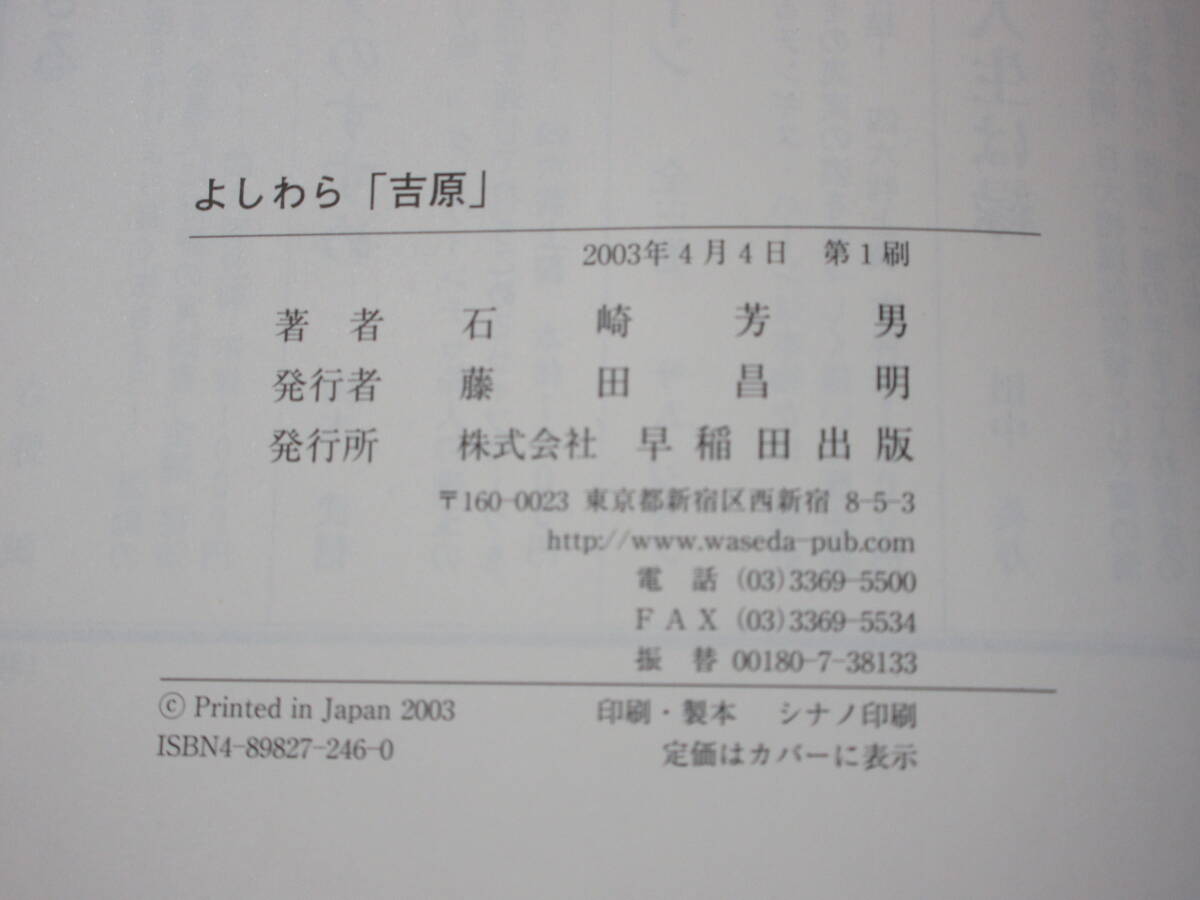 よしわら「吉原」
2003年4月4日 第1刷
著者 石崎芳男
発行者 藤田昌明
発行所 株式会社 早稲田出版
〒160-0023 東京都新宿区西新宿 8-5-3
http://www.waseda-pub.com
電話 (03)3369-5500
FAX (03)3369-5534
振替 00180-7-38133
© Printed in Japan 2003 印刷・製本 シナノ印刷
ISBN4-89827-246-0 定価はカバーに表示